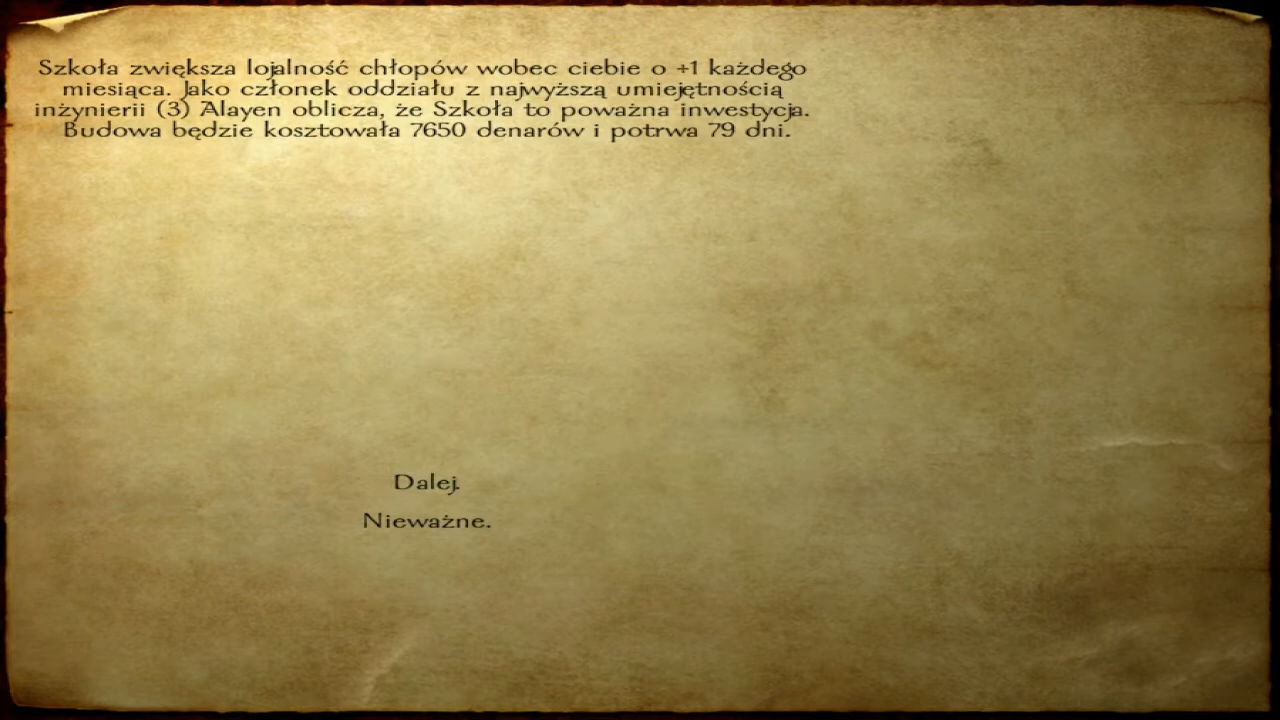 Szkoła zwiększa lojalność chłopów wobec ciebie o +1 każdego
miesiąca. Jako członek oddziału z najwyższą umiejętnością
inżynierii (3) Alayen oblicza, że Szkoła to poważna inwestycja.
Budowa będzie kosztowała 7650 denarów i potrwa 79 dni.
Dalej.
Nieważne.